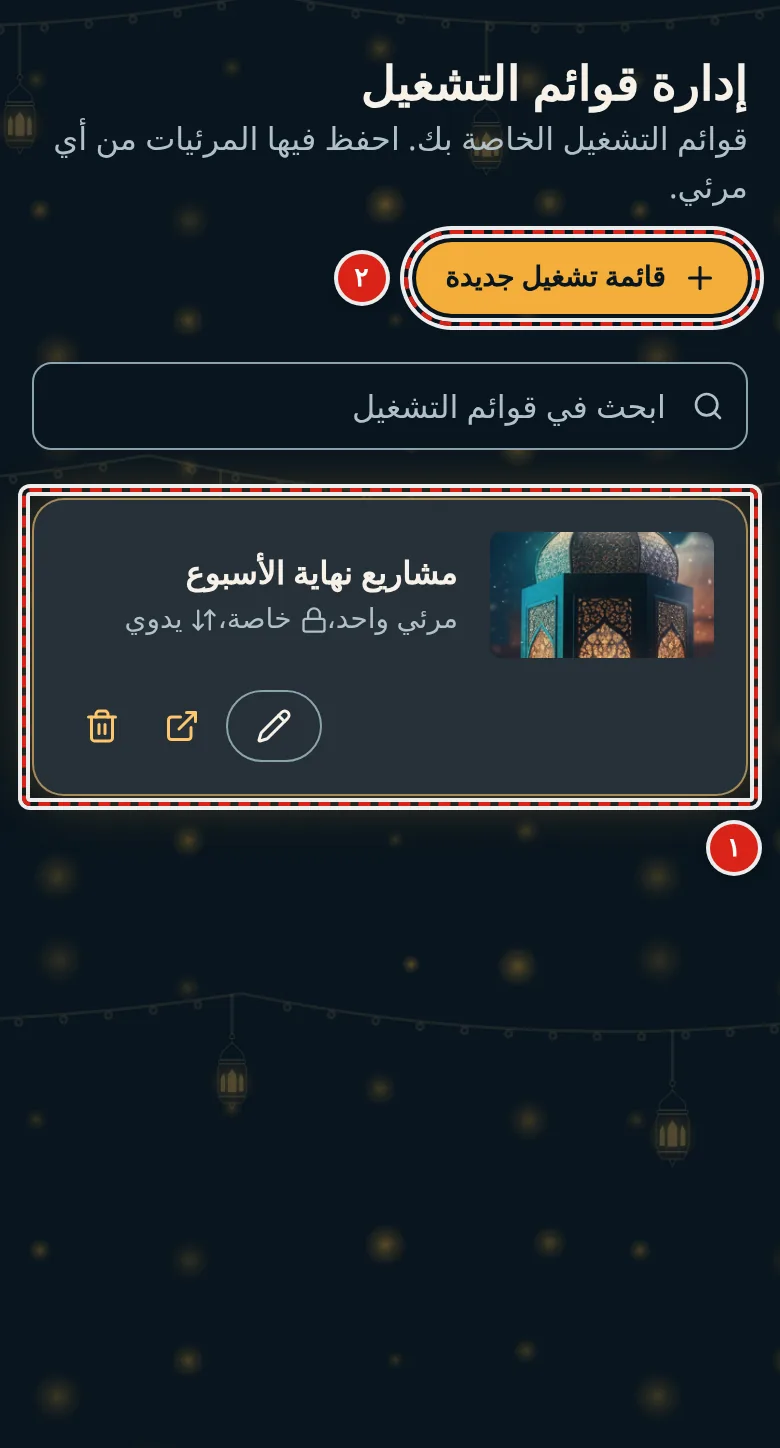 إدارة قوائم التشغيل
قوائم التشغيل الخاصة بك. احفظ فيها المرئيات من أي
مرئي.
قائمة تشغيل جديدة
٢
ابحث في قوائم التشغيل
مشاريع نهاية الأسبوع
مرئي واحد، خاصة، يدوي
١